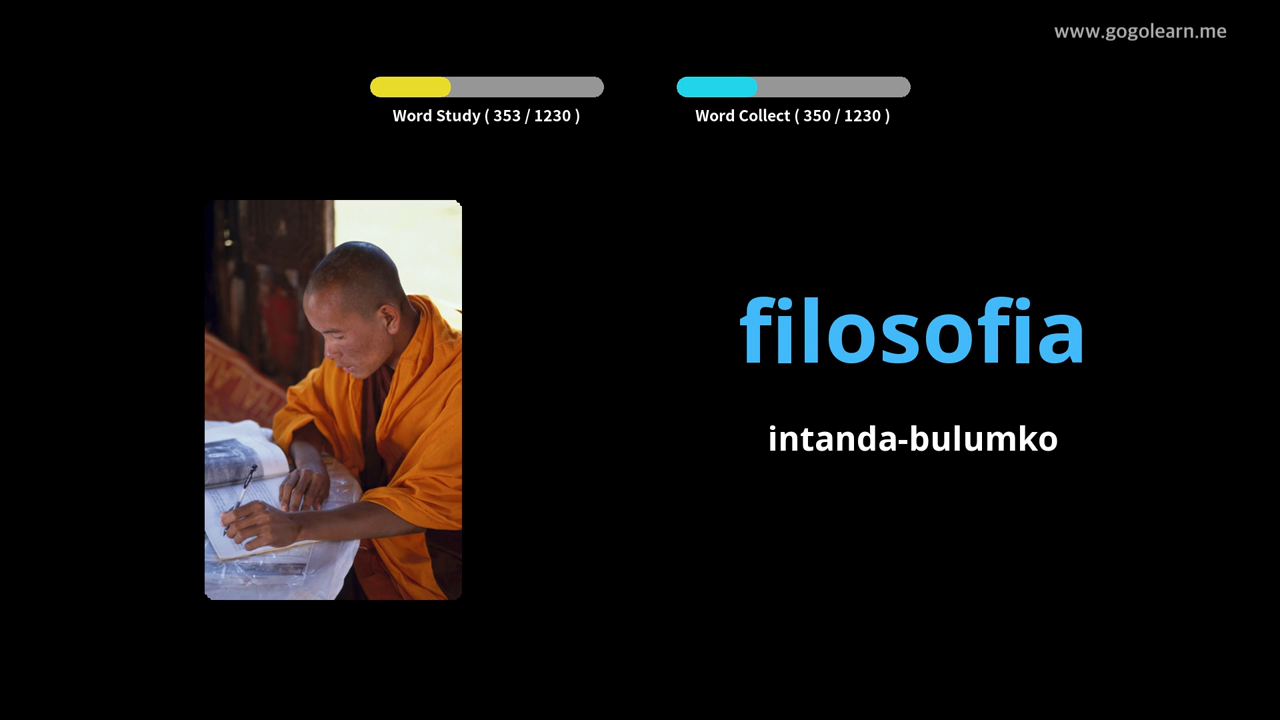 www.gogolearn.me
Word Study ( 353 / 1230 )
Word Collect ( 350 / 1230 )
filosofia
intanda-bulumko